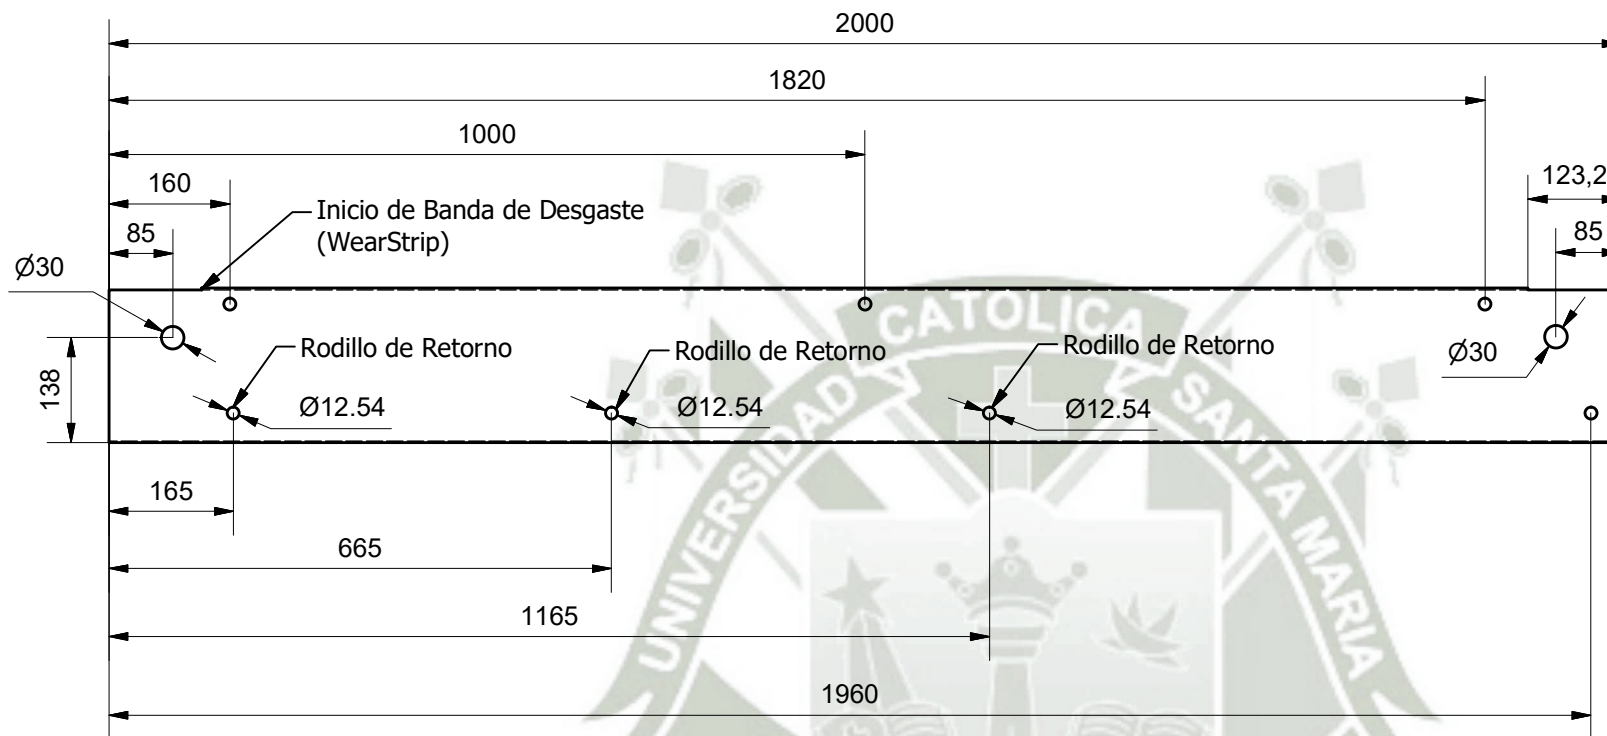 2000
1820
1000
160
123,2
Inicio de Banda de Desgaste
(WearStrip)
85
85
Ø30
CATOLICA
Rodillo de Retorno
Rodillo de Retorno
Rodillo de Retorno
Ø30
138
Ø12.54
Ø12.54
Ø12.54
UNIVERSIDAD
SANTA MARIA
165
665
1165
1960